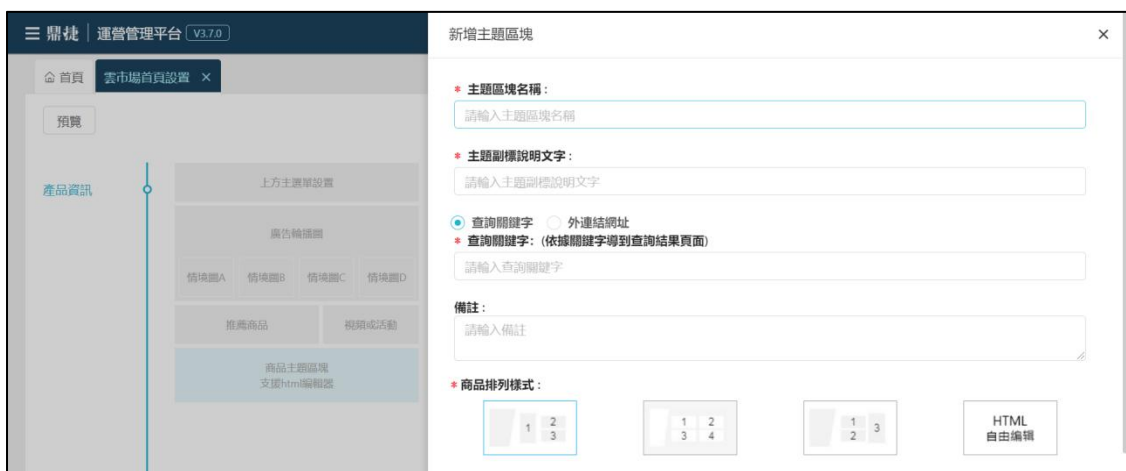 鼎捷 運營管理平台 V3.7.0
首頁 雲市場首頁設置 ×
預覽
產品資訊
上方主選單設置
廣告輪播圖
情境圖A 情境圖B 情境圖C 情境圖D
推薦商品 視頻或活動
商品主題區塊
支援html編輯器
新增主題區塊 ×
* 主題區塊名稱：
請輸入主題區塊名稱
* 主題副標說明文字：
請輸入主題副標說明文字
查詢關鍵字 外連結網址
* 查詢關鍵字：(依據關鍵字導到查詢結果頁面)
請輸入查詢關鍵字
備註：
請輸入備註
* 商品排列樣式：
1 2 3
1 2 3 4
1 2 3
HTML
自由编辑